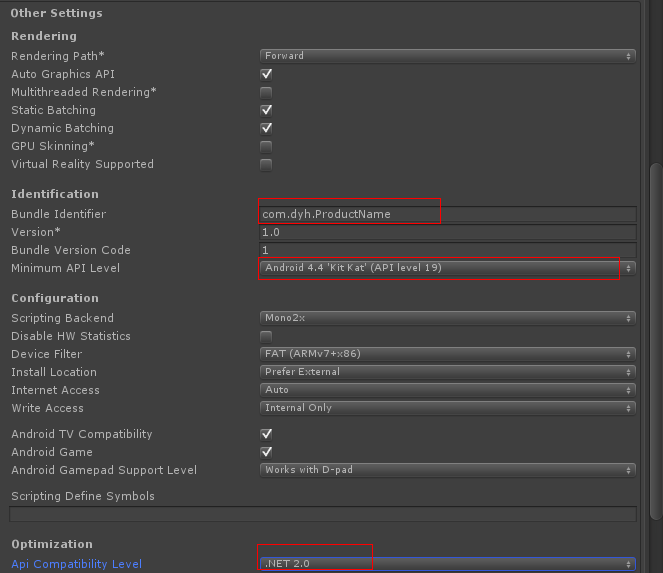 Other Settings
Rendering
Rendering Path* Forward
Auto Graphics API
Multithreaded Rendering*
Static Batching
Dynamic Batching
GPU Skinning*
Virtual Reality Supported
Identification
Bundle Identifier com.dyh.ProductName
Version* 1.0
Bundle Version Code 1
Minimum API Level Android 4.4 'Kit Kat' (API level 19)
Configuration
Scripting Backend Mono2x
Disable HW Statistics
Device Filter FAT (ARMv7+x86)
Install Location Prefer External
Internet Access Auto
Write Access Internal Only
Android TV Compatibility
Android Game
Android Gamepad Support Level Works with D-pad
Scripting Define Symbols
Optimization
Api Compatibility Level .NET 2.0